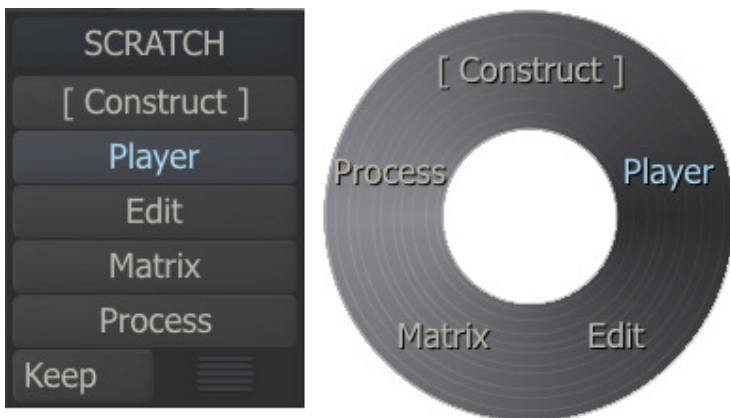 SCRATCH
[ Construct ]
Player
Edit
Matrix
Process
Keep
[ Construct ]
Process
Player
Matrix
Edit